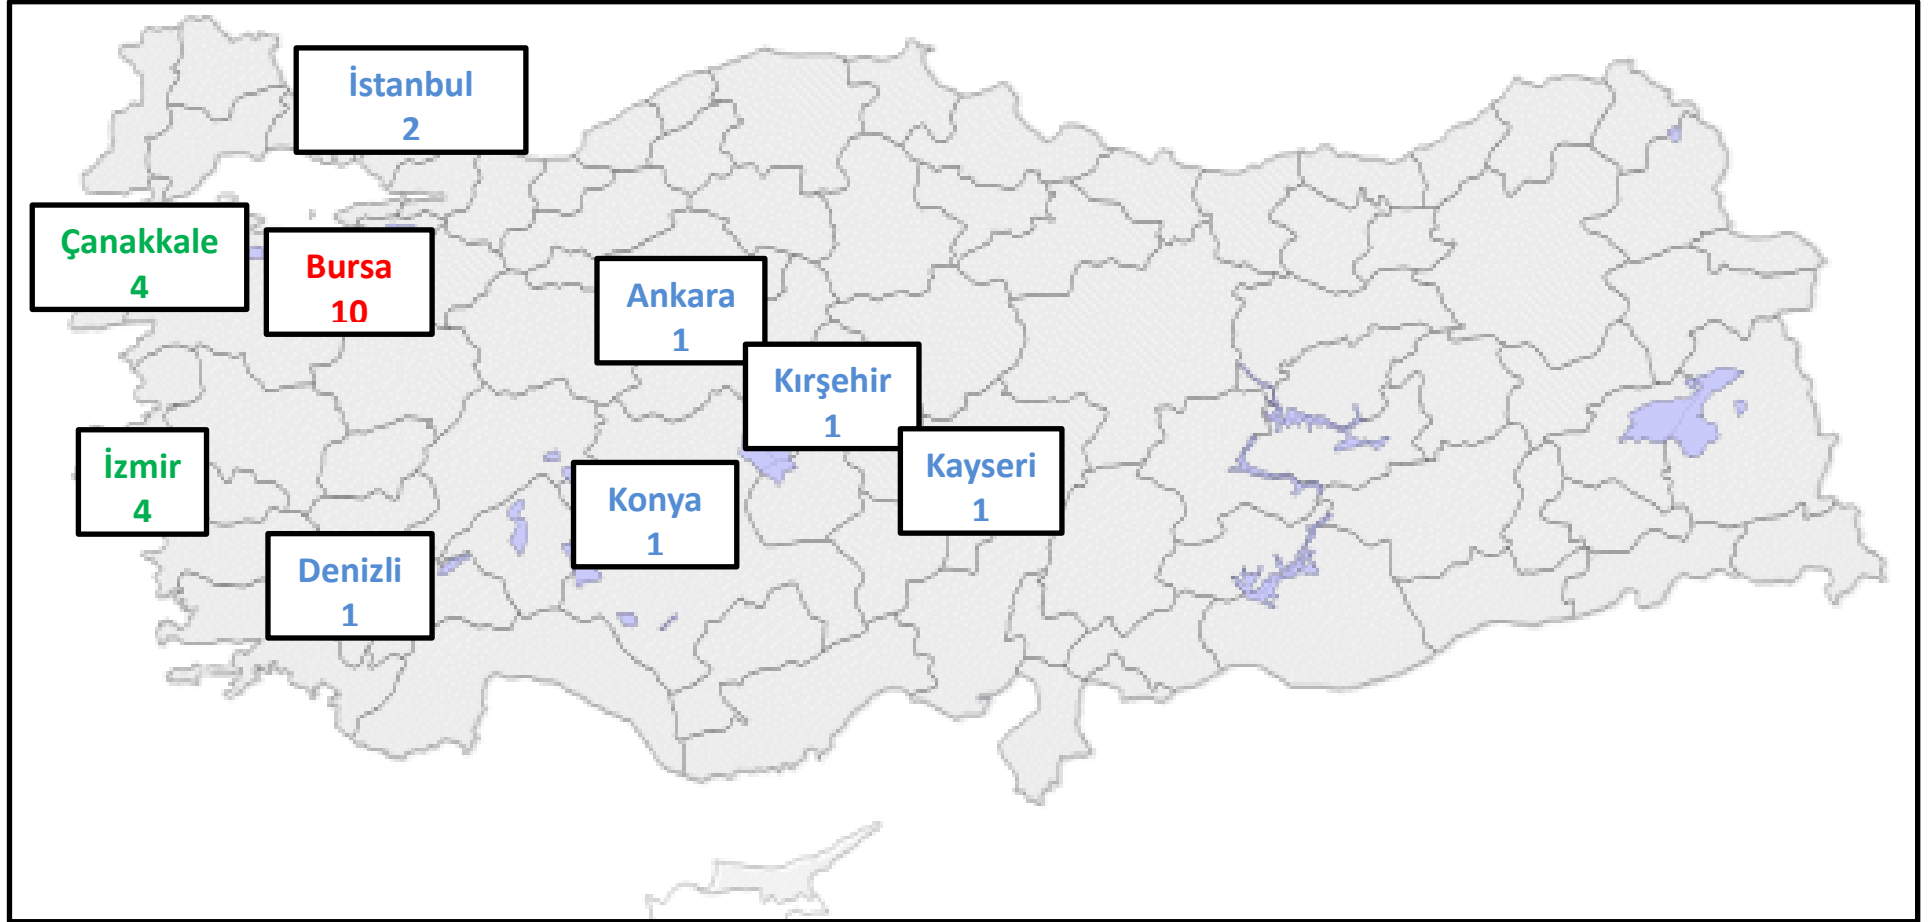 İstanbul
2
Çanakkale
4
Bursa
10
Ankara
1
Kırşehir
1
İzmir
4
Konya
1
Kayseri
1
Denizli
1